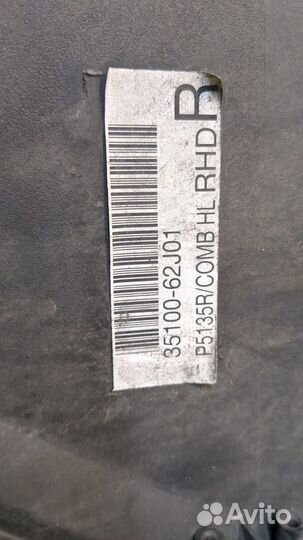 35100-62J01
P5135R/COMB HL RHD R
Avito